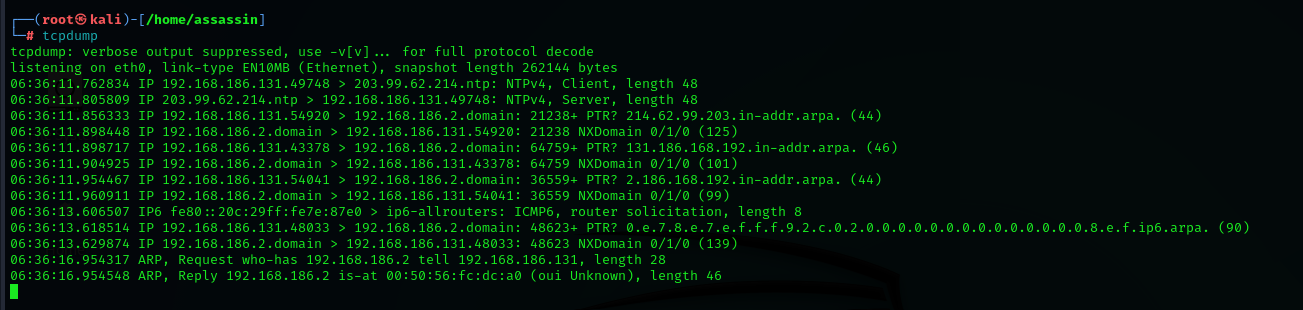 ┌──(root㉿kali)-[/home/assassin]
└─# tcpdump
tcpdump: verbose output suppressed, use -v[v]... for full protocol decode
listening on eth0, link-type EN10MB (Ethernet), snapshot length 262144 bytes
06:36:11.762834 IP 192.168.186.131.49748 > 203.99.62.214.ntp: NTPv4, Client, length 48
06:36:11.805809 IP 203.99.62.214.ntp > 192.168.186.131.49748: NTPv4, Server, length 48
06:36:11.856333 IP 192.168.186.131.54920 > 192.168.186.2.domain: 21238+ PTR? 214.62.99.203.in-addr.arpa. (44)
06:36:11.898448 IP 192.168.186.2.domain > 192.168.186.131.54920: 21238 NXDomain 0/1/0 (125)
06:36:11.898717 IP 192.168.186.131.43378 > 192.168.186.2.domain: 64759+ PTR? 131.186.168.192.in-addr.arpa. (46)
06:36:11.904925 IP 192.168.186.2.domain > 192.168.186.131.43378: 64759 NXDomain 0/1/0 (101)
06:36:11.954467 IP 192.168.186.131.54041 > 192.168.186.2.domain: 36559+ PTR? 2.186.168.192.in-addr.arpa. (44)
06:36:11.960911 IP 192.168.186.2.domain > 192.168.186.131.54041: 36559 NXDomain 0/1/0 (99)
06:36:13.606507 IP6 fe80::20c:29ff:fe7e:87e0 > ip6-allrouters: ICMP6, router solicitation, length 8
06:36:13.618514 IP 192.168.186.131.48033 > 192.168.186.2.domain: 48623+ PTR? 0.e.7.8.e.7.e.f.f.f.9.2.c.0.2.0.0.0.0.0.0.0.0.0.0.0.0.0.0.8.e.f.ip6.arpa. (90)
06:36:13.629874 IP 192.168.186.2.domain > 192.168.186.131.48033: 48623 NXDomain 0/1/0 (139)
06:36:16.954317 ARP, Request who-has 192.168.186.2 tell 192.168.186.131, length 28
06:36:16.954548 ARP, Reply 192.168.186.2 is-at 00:50:56:fc:dc:a0 (oui Unknown), length 46